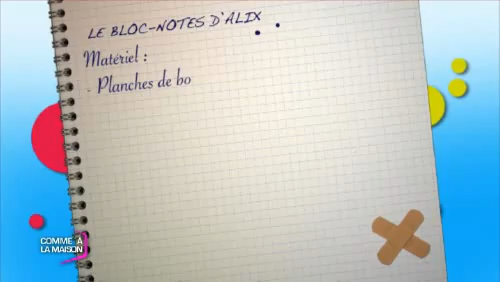 LE BLOC-NOTES D'ALIX
Matériel :
- Planches de bo
COMME À
LA MAISON